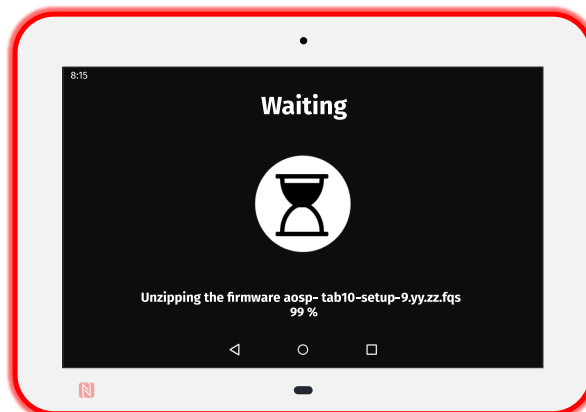 8:15
Waiting
Unzipping the firmware aosp- tab10-setup-9.yy.zz.fqs
99 %